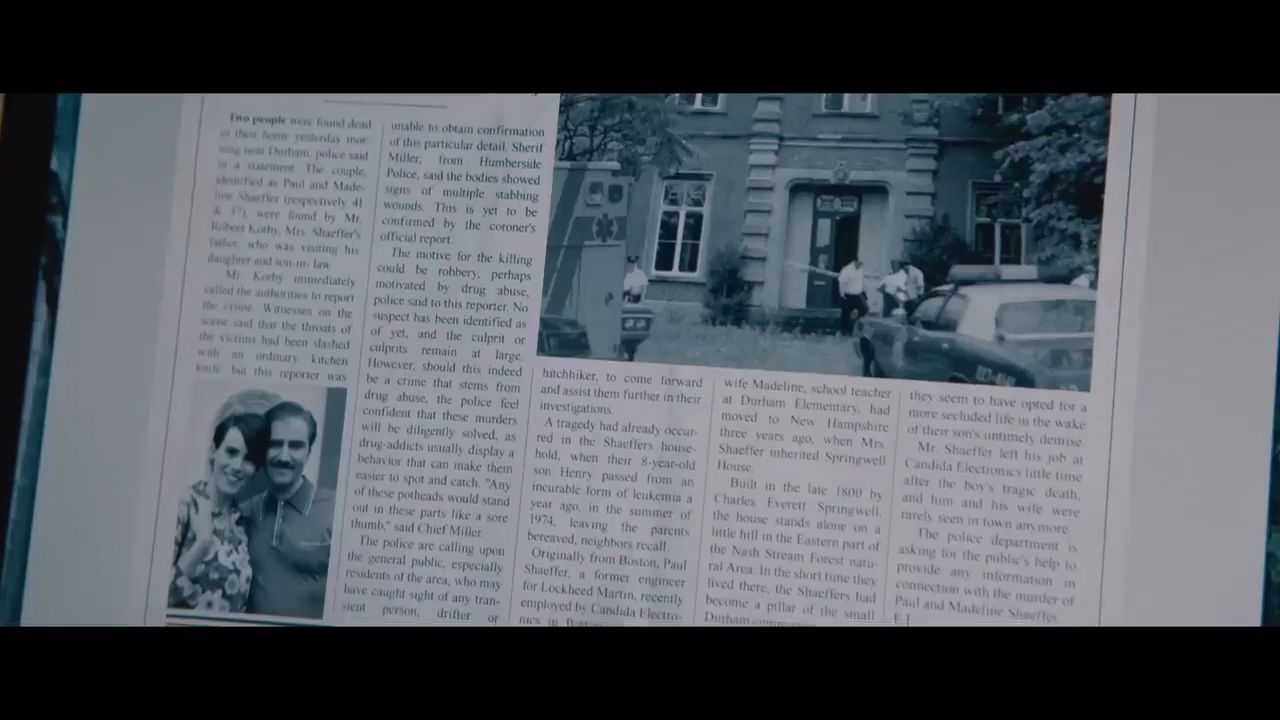 Two people were found dead
in their home yesterday mor-
ning near Durham, police said
in a statement. The couple,
identified as Paul and Made-
line Shaeffer (respectively 41
& 37), were found by Mr.
Robert Korby, Mrs. Shaeffer's
father, who was visiting his
daughter and son-in- law.
Mr. Korby immediately
called the authorities to report
the crime. Witnesses on the
scene said that the throats of
the victims had been slashed
with an ordinary kitchen
knife, but this reporter was
unable to obtain confirmation
of this particular detail. Sherif
Miller, from Humberside
Police, said the bodies showed
signs of multiple stabbing
wounds. This is yet to be
confirmed by the coroner's
official report.
The motive for the killing
could be robbery, perhaps
motivated by drug abuse,
police said to this reporter. No
suspect has been identified as
of yet, and the culprit or
culprits remain at large.
However, should this indeed
be a crime that stems from
drug abuse, the police feel
confident that these murders
will be diligently solved, as
drug-addicts usually display a
behavior that can make them
easier to spot and catch. "Any
of these potheads would stand
out in these parts like a sore
thumb," said Chief Miller.
The police are calling upon
the general public, especially
residents of the area, who may
have caught sight of any tran-
sient person, drifter or
hitchhiker, to come forward
and assist them further in their
investigations.
A tragedy had already occur-
red in the Shaeffers house-
hold, when their 8-year-old
son Henry passed from an
incurable form of leukemia a
year ago, in the summer of
1974, leaving the parents
bereaved, neighbors recall.
Originally from Boston, Paul
Shaeffer, a former engineer
for Lockheed Martin, recently
employed by Candida Electro-
nics in
wife Madeline, school teacher
at Durham Elementary, had
moved to New Hampshire
three years ago, when Mrs.
Shaeffer inherited Springwell
House.
Built in the late 1800 by
Charles Everett Springwell,
the house stands alone on a
little hill in the Eastern part of
the Nash Stream Forest natu-
ral Area. In the short time they
lived there, the Shaeffers had
become a pillar of the small
Durham
they seem to have opted for a
more secluded life in the wake
of their son's untimely demise
Mr. Shaeffer left his job at
Candida Electronics little time
after the boy's tragic death,
and him and his wife were
rarely seen in town anymore.
The police department is
asking for the public's help to
provide any information in
connection with the murder of
Paul and Madeline Shaeffer.